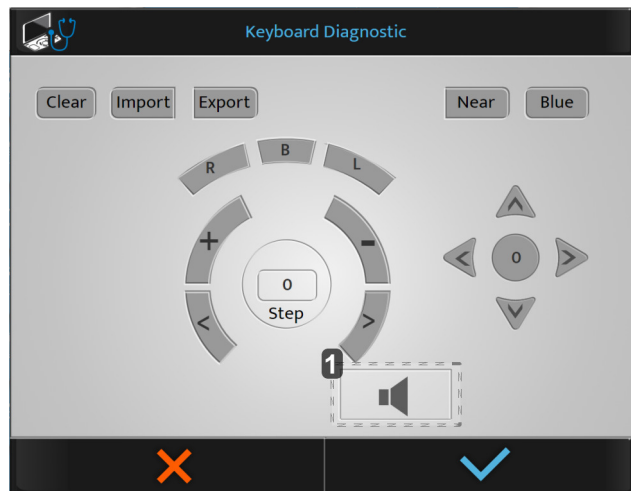 Keyboard Diagnostic
Clear Import Export Near Blue
R B L
+ -
0
0
Step
< >
1